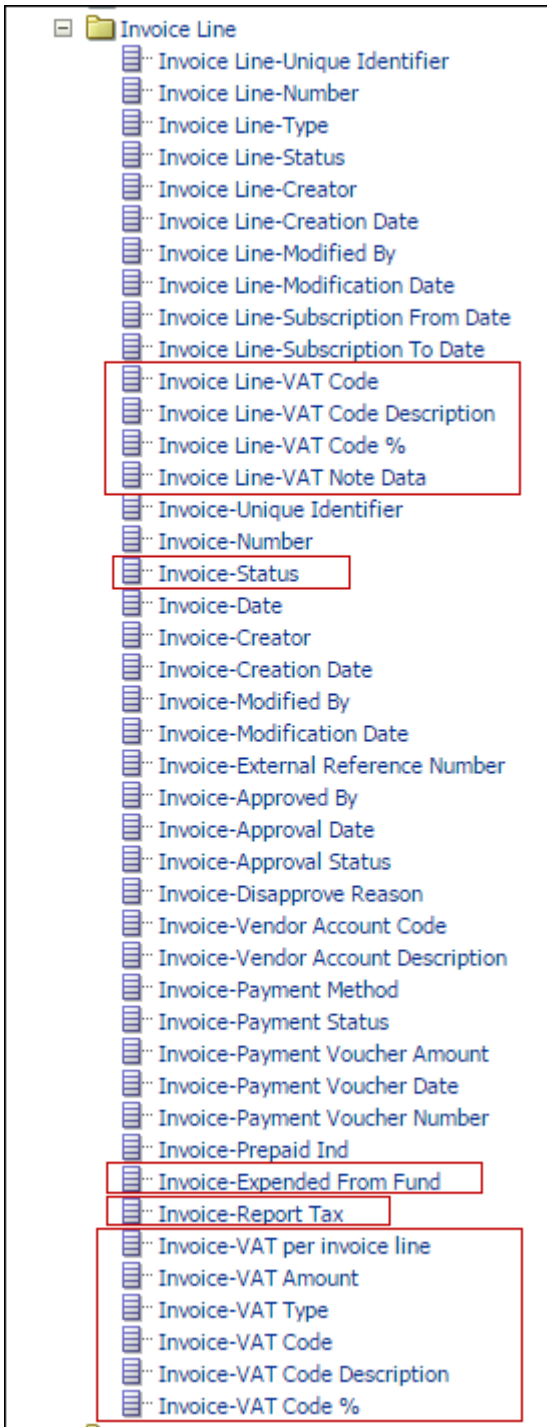 Invoice Line
Invoice Line-Unique Identifier
Invoice Line-Number
Invoice Line-Type
Invoice Line-Status
Invoice Line-Creator
Invoice Line-Creation Date
Invoice Line-Modified By
Invoice Line-Modification Date
Invoice Line-Subscription From Date
Invoice Line-Subscription To Date
Invoice Line-VAT Code
Invoice Line-VAT Code Description
Invoice Line-VAT Code %
Invoice Line-VAT Note Data
Invoice-Unique Identifier
Invoice-Number
Invoice-Status
Invoice-Date
Invoice-Creator
Invoice-Creation Date
Invoice-Modified By
Invoice-Modification Date
Invoice-External Reference Number
Invoice-Approved By
Invoice-Approval Date
Invoice-Approval Status
Invoice-Disapprove Reason
Invoice-Vendor Account Code
Invoice-Vendor Account Description
Invoice-Payment Method
Invoice-Payment Status
Invoice-Payment Voucher Amount
Invoice-Payment Voucher Date
Invoice-Payment Voucher Number
Invoice-Prepaid Ind
Invoice-Expended From Fund
Invoice-Report Tax
Invoice-VAT per invoice line
Invoice-VAT Amount
Invoice-VAT Type
Invoice-VAT Code
Invoice-VAT Code Description
Invoice-VAT Code %